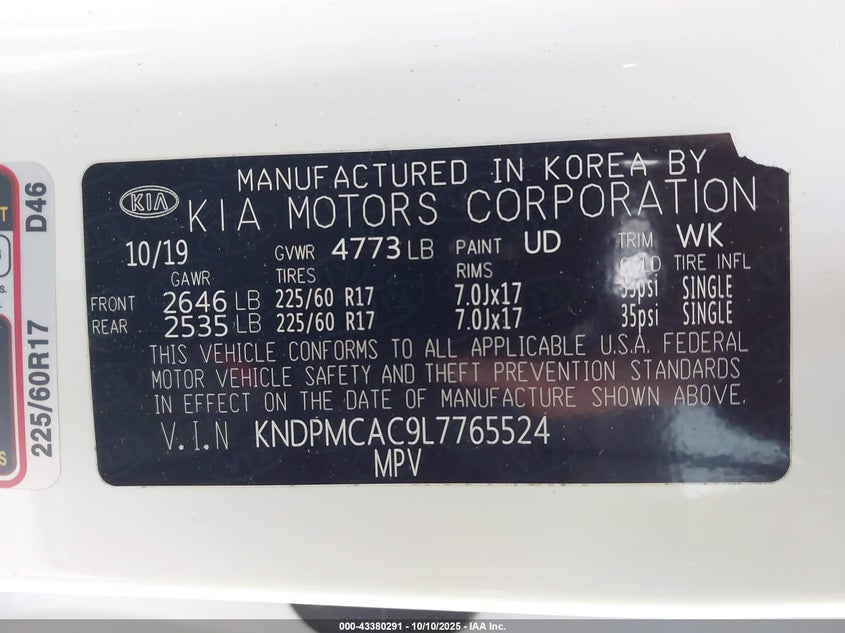 MANUFACTURED IN KOREA BY
KIA
KIA MOTORS CORPORATION
10/19 GVWR 4773 LB PAINT UD TRIM WK
GAWR TIRES RIMS COLD TIRE INFL
FRONT 2646 LB 225/60 R17 7.0Jx17 35psi SINGLE
REAR 2535 LB 225/60 R17 7.0Jx17 35psi SINGLE
THIS VEHICLE CONFORMS TO ALL APPLICABLE U.S.A. FEDERAL
MOTOR VEHICLE SAFETY AND THEFT PREVENTION STANDARDS
IN EFFECT ON THE DATE OF MANUFACTURE SHOWN ABOVE.
V.I.N KNDPMCAC9L7765524
MPV
225/60R17 D46
000-43380291 - 10/10/2025 - IAA Inc.